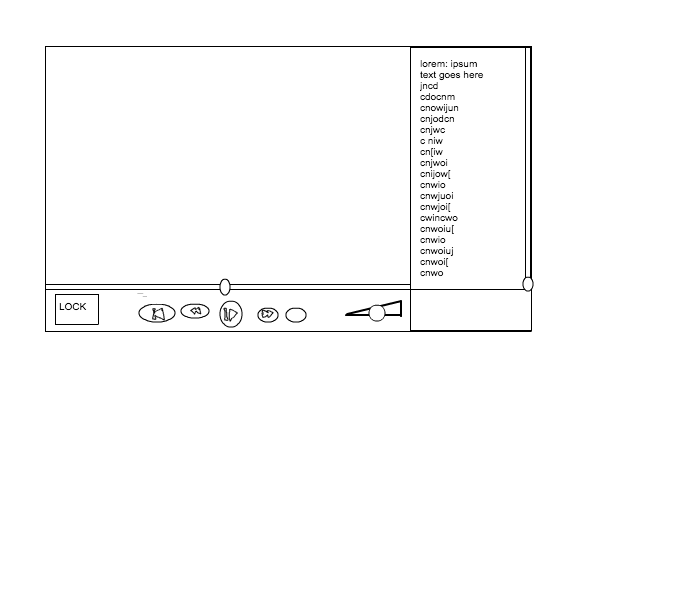 lorem: ipsum
text goes here
jncd
cdocnm
cnowijun
cnjodcn
cnjwc
c niw
cn[iw
cnjwoi
cnijow[
cnwio
cnwjuoi
cnwjoi[
cwincwo
cnwoiu[
cnwio
cnwoiuj
cnwoi[
cnwo
LOCK